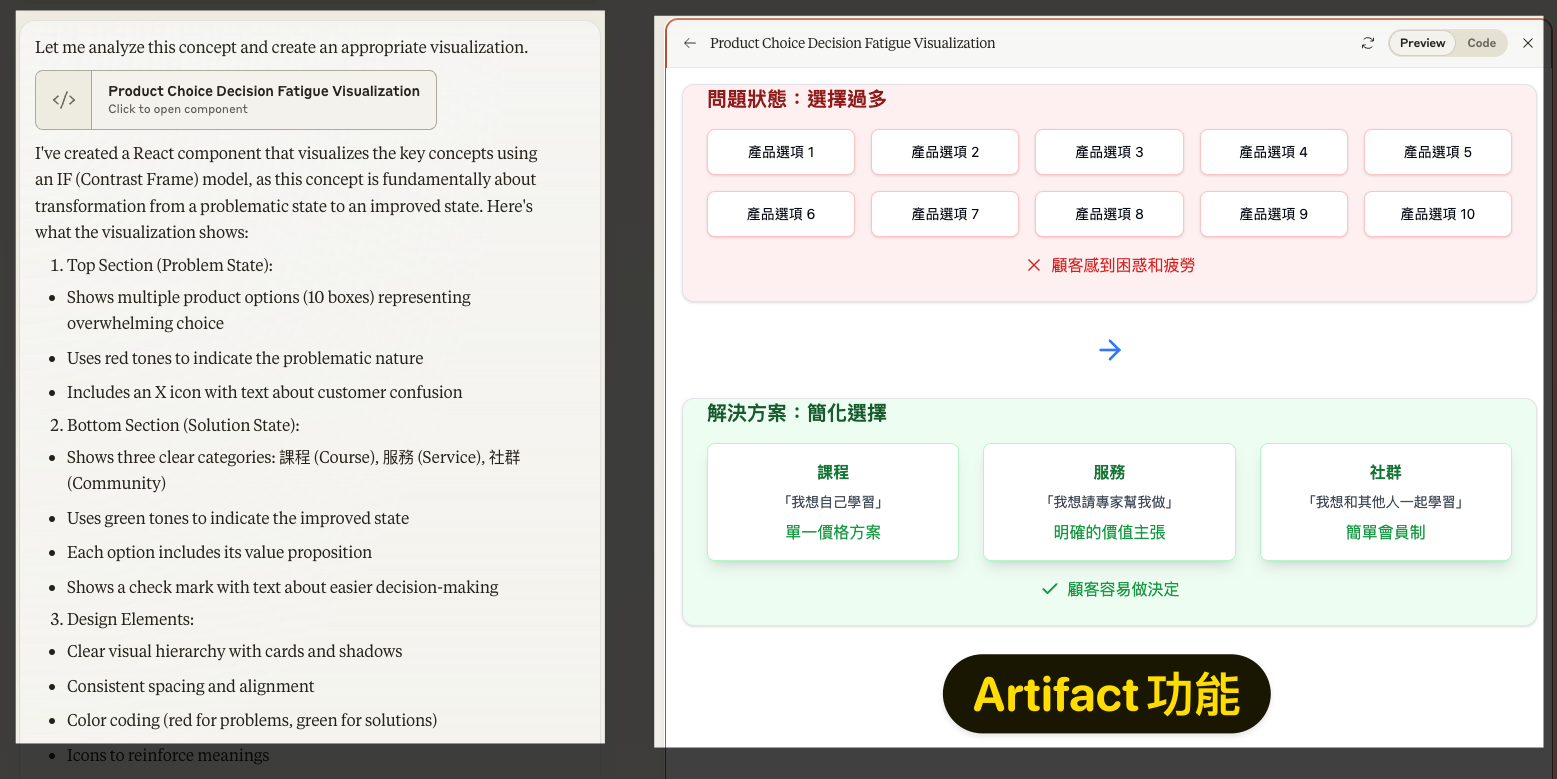 Let me analyze this concept and create an appropriate visualization.
</>
Product Choice Decision Fatigue Visualization
Click to open component
I've created a React component that visualizes the key concepts using
an IF (Contrast Frame) model, as this concept is fundamentally about
transformation from a problematic state to an improved state. Here's
what the visualization shows:
1. Top Section (Problem State):
• Shows multiple product options (10 boxes) representing
overwhelming choice
• Uses red tones to indicate the problematic nature
• Includes an X icon with text about customer confusion
2. Bottom Section (Solution State):
• Shows three clear categories: 課程 (Course), 服務 (Service), 社群
(Community)
• Uses green tones to indicate the improved state
• Each option includes its value proposition
• Shows a check mark with text about easier decision-making
3. Design Elements:
• Clear visual hierarchy with cards and shadows
• Consistent spacing and alignment
• Color coding (red for problems, green for solutions)
• Icons to reinforce meanings
Product Choice Decision Fatigue Visualization
Preview
Code
問題狀態：選擇過多
產品選項 1
產品選項 2
產品選項 3
產品選項 4
產品選項 5
產品選項 6
產品選項 7
產品選項 8
產品選項 9
產品選項 10
顧客感到困惑和疲勞
解決方案：簡化選擇
課程
「我想自己學習」
單一價格方案
服務
「我想請專家幫我做」
明確的價值主張
社群
「我想和其他人一起學習」
簡單會員制
顧客容易做決定
Artifact 功能